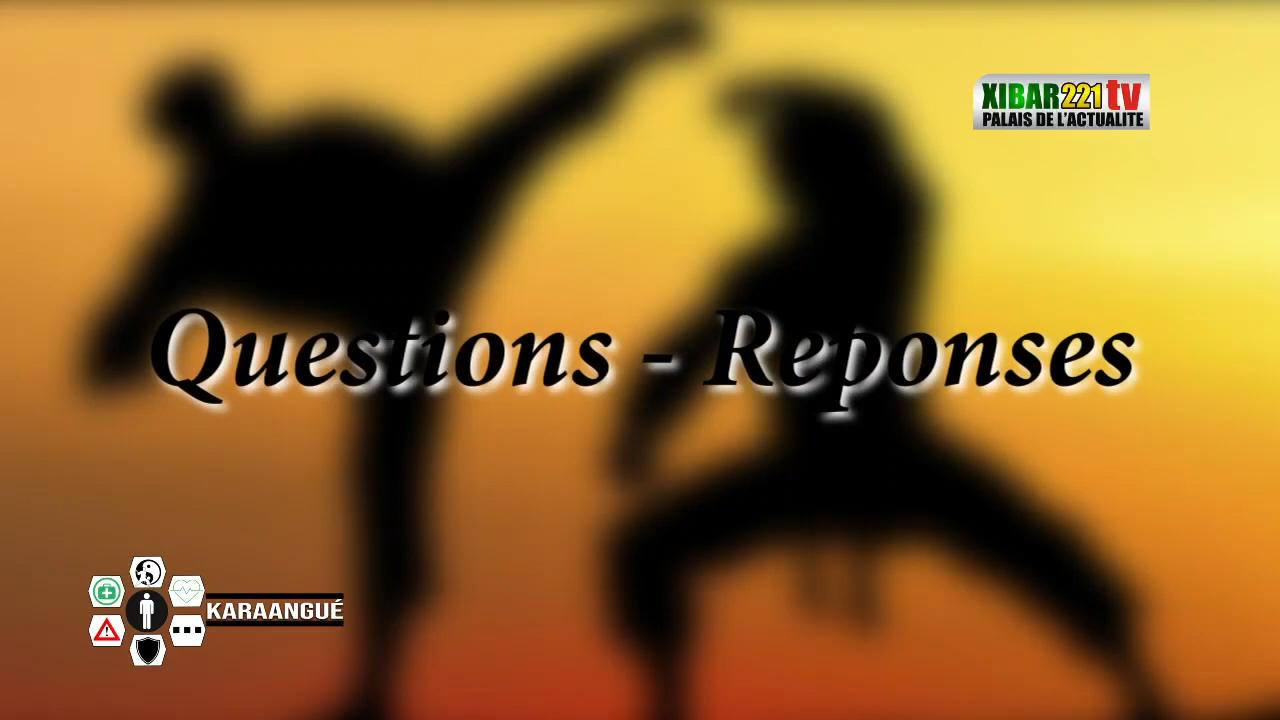 XIBAR221tv
PALAIS DE L'ACTUALITE
Questions - Reponses
KARAANGUÉ